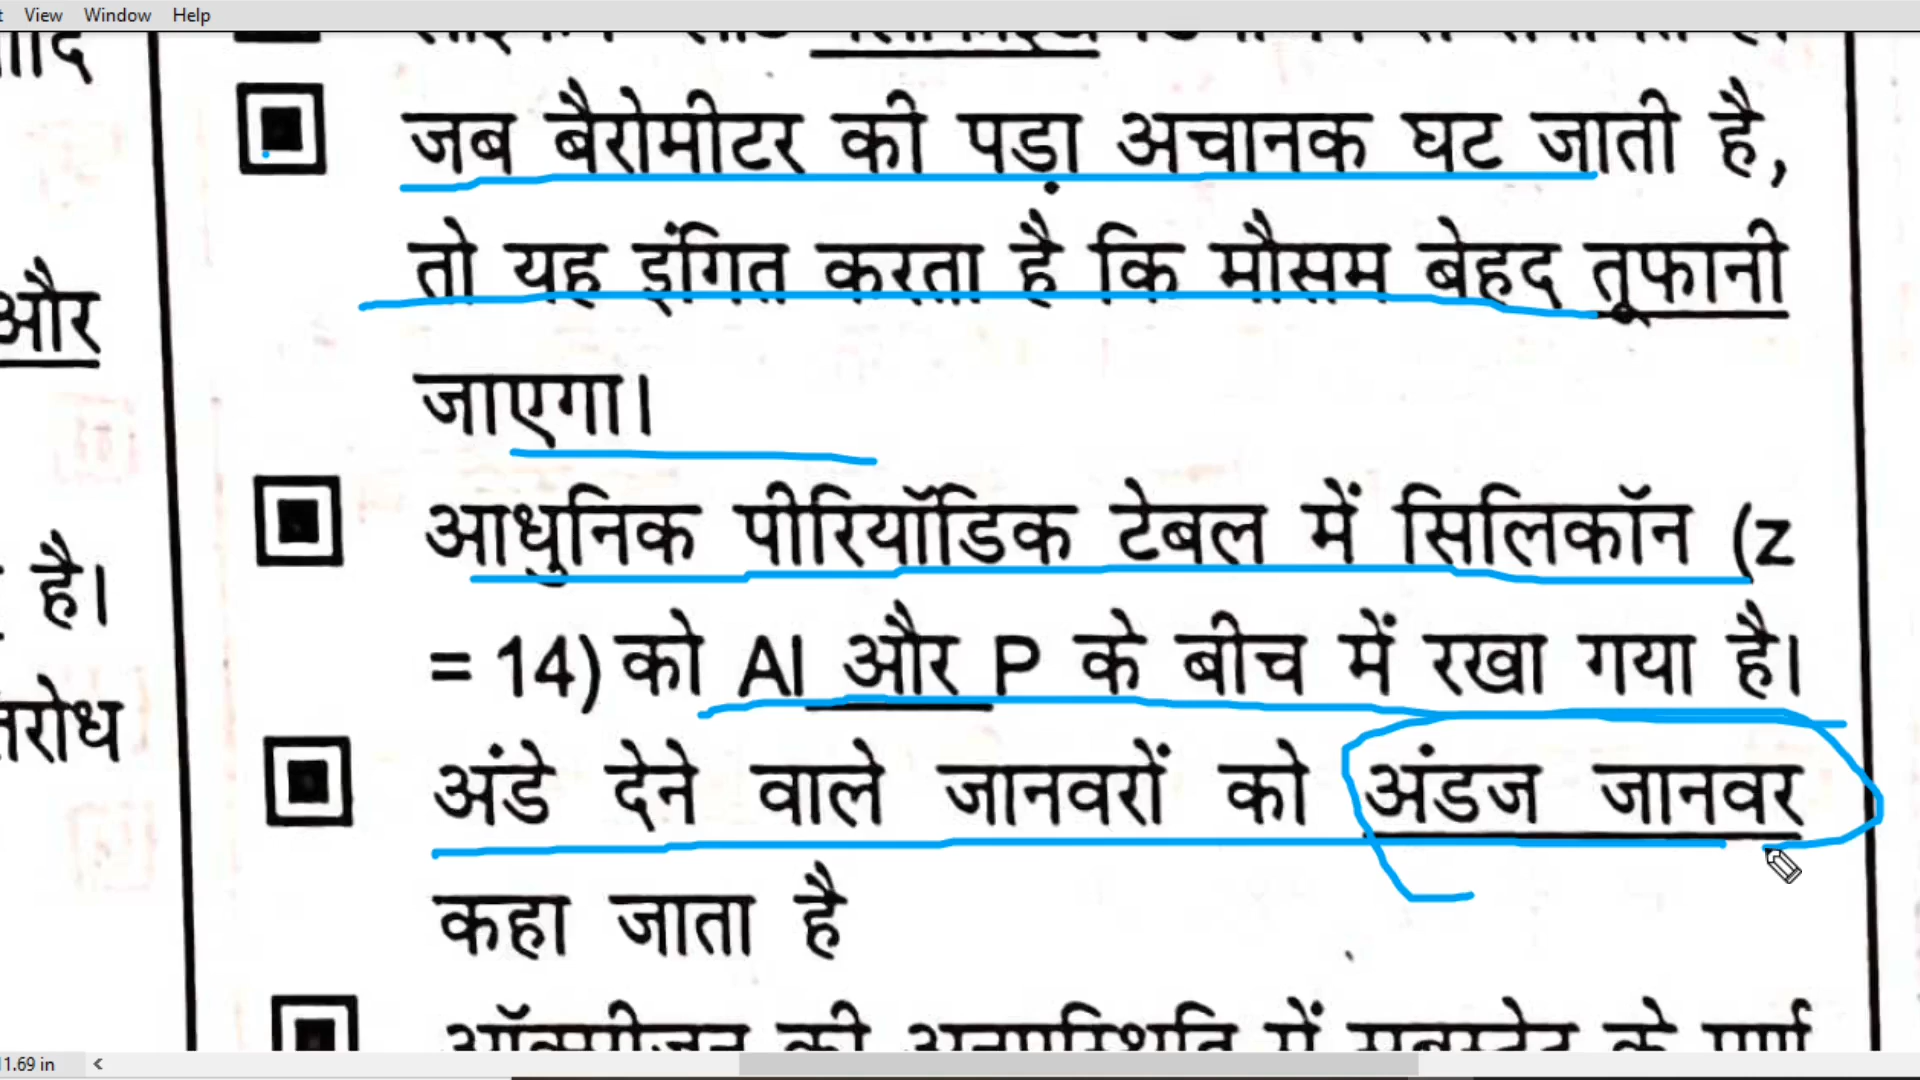 View Window Help
जब बैरोमीटर की पड़ा अचानक घट जाती है,
तो यह इंगित करता है कि मौसम बेहद तूफानी
और
जाएगा।
आधुनिक पीरियॉडिक टेबल में सिलिकॉन (z
है।
= 14) को Al और P के बीच में रखा गया है।
अंडे देने वाले जानवरों को अंडज जानवर
कहा जाता है
की में के
1.69 in